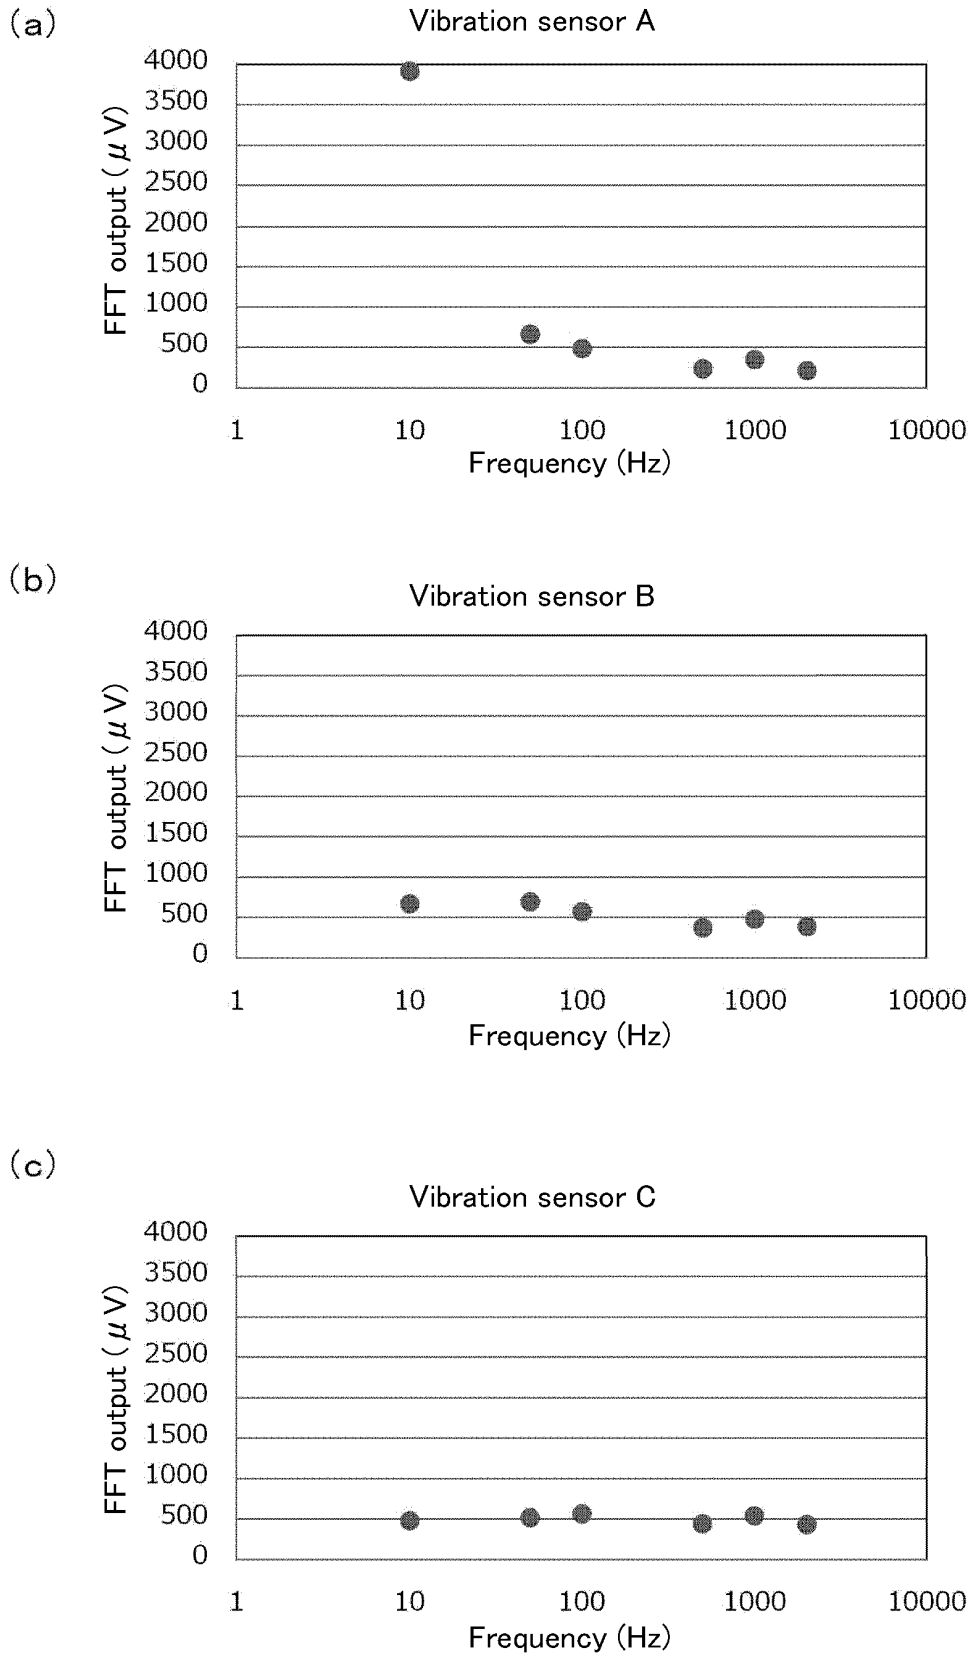 (a)
Vibration sensor A
FFT output (μV)
4000
3500
3000
2500
2000
1500
1000
500
0
1 10 100 1000 10000
Frequency (Hz)
(b)
Vibration sensor B
FFT output (μV)
4000
3500
3000
2500
2000
1500
1000
500
0
1 10 100 1000 10000
Frequency (Hz)
(c)
Vibration sensor C
FFT output (μV)
4000
3500
3000
2500
2000
1500
1000
500
0
1 10 100 1000 10000
Frequency (Hz)